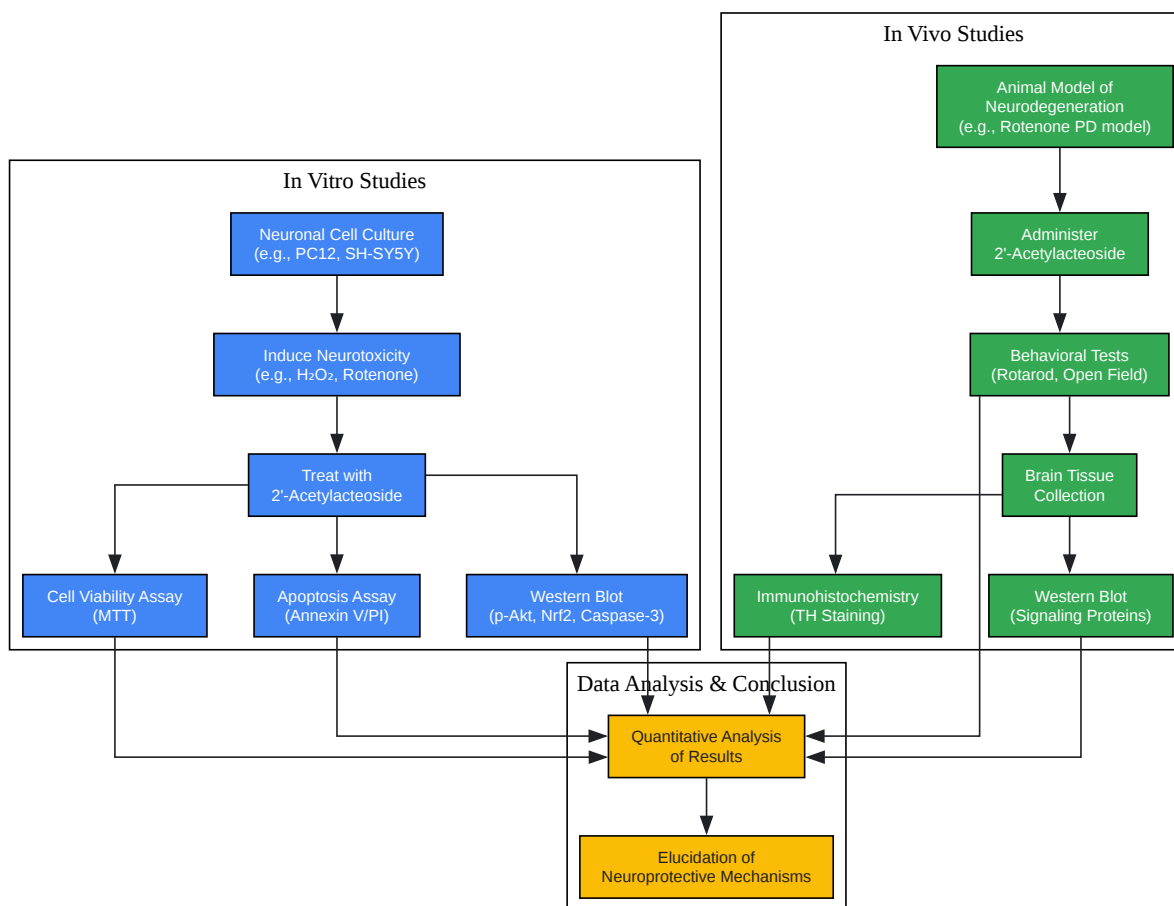 In Vitro Studies
Neuronal Cell Culture
(e.g., PC12, SH-SY5Y)
Induce Neurotoxicity
(e.g., H₂O₂, Rotenone)
Treat with
2'-Acetylacteoside
Cell Viability Assay
(MTT)
Apoptosis Assay
(Annexin V/PI)
Western Blot
(p-Akt, Nrf2, Caspase-3)
In Vivo Studies
Animal Model of
Neurodegeneration
(e.g., Rotenone PD model)
Administer
2'-Acetylacteoside
Behavioral Tests
(Rotarod, Open Field)
Brain Tissue
Collection
Immunohistochemistry
(TH Staining)
Western Blot
(Signaling Proteins)
Data Analysis & Conclusion
Quantitative Analysis
of Results
Elucidation of
Neuroprotective Mechanisms